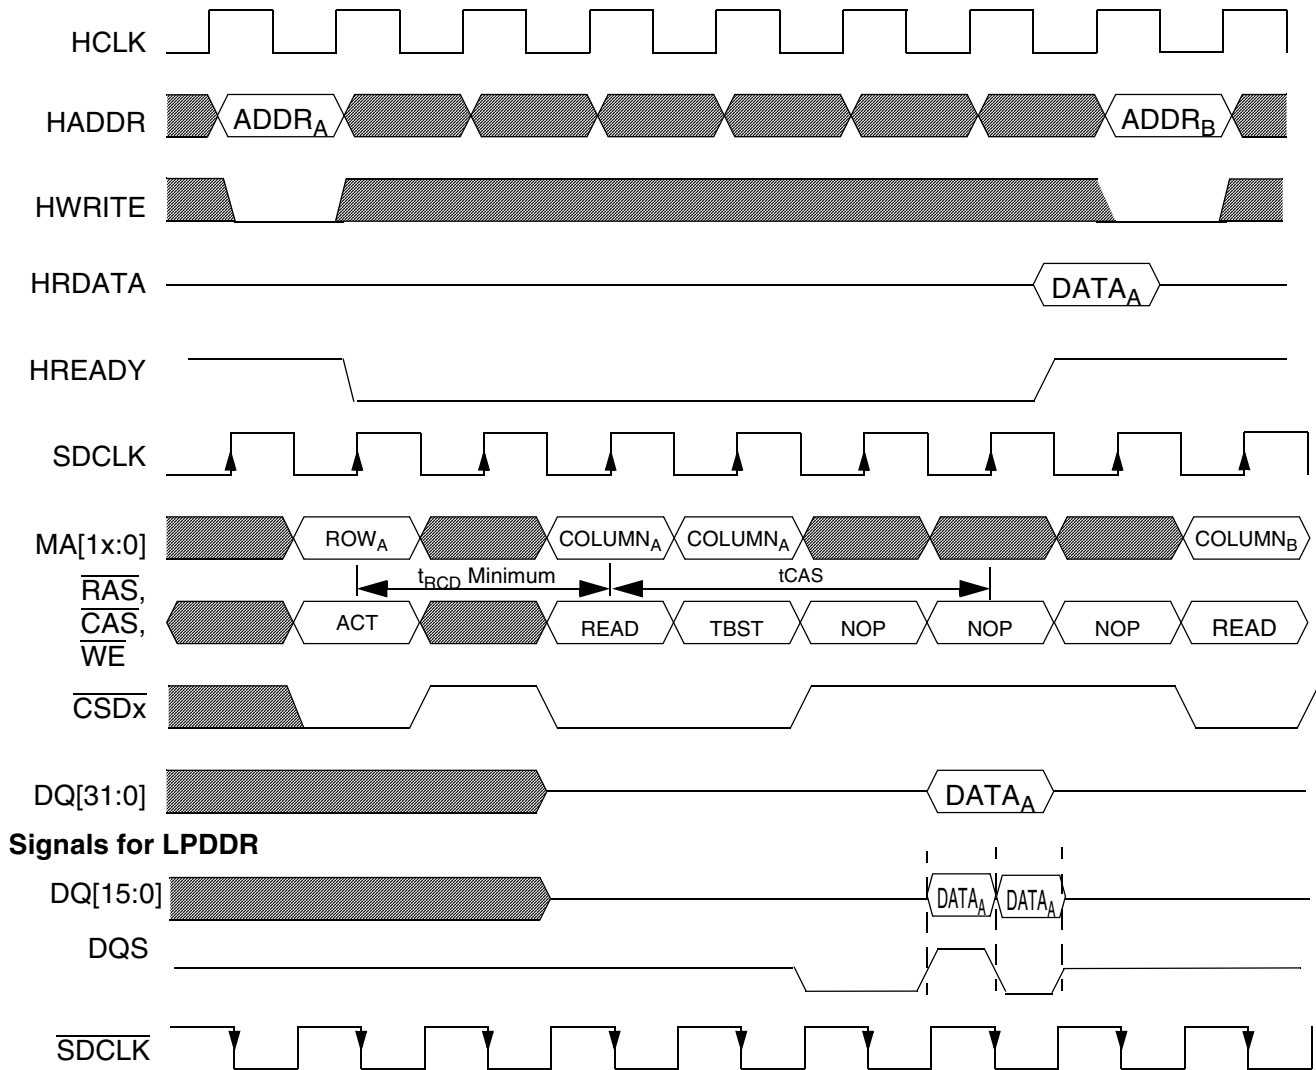 HCLK
HADDR ADDRA ADDRB
HWRITE
HRDATA DATAA
HREADY
SDCLK
MA[1x:0] ROWA COLUMNA COLUMNA COLUMNB
tRCD Minimum tCAS
RAS,
CAS,
WE
ACT READ TBST NOP NOP NOP READ
CSDx
DQ[31:0] DATAA
Signals for LPDDR
DQ[15:0] DATAA DATAA
DQS
SDCLK